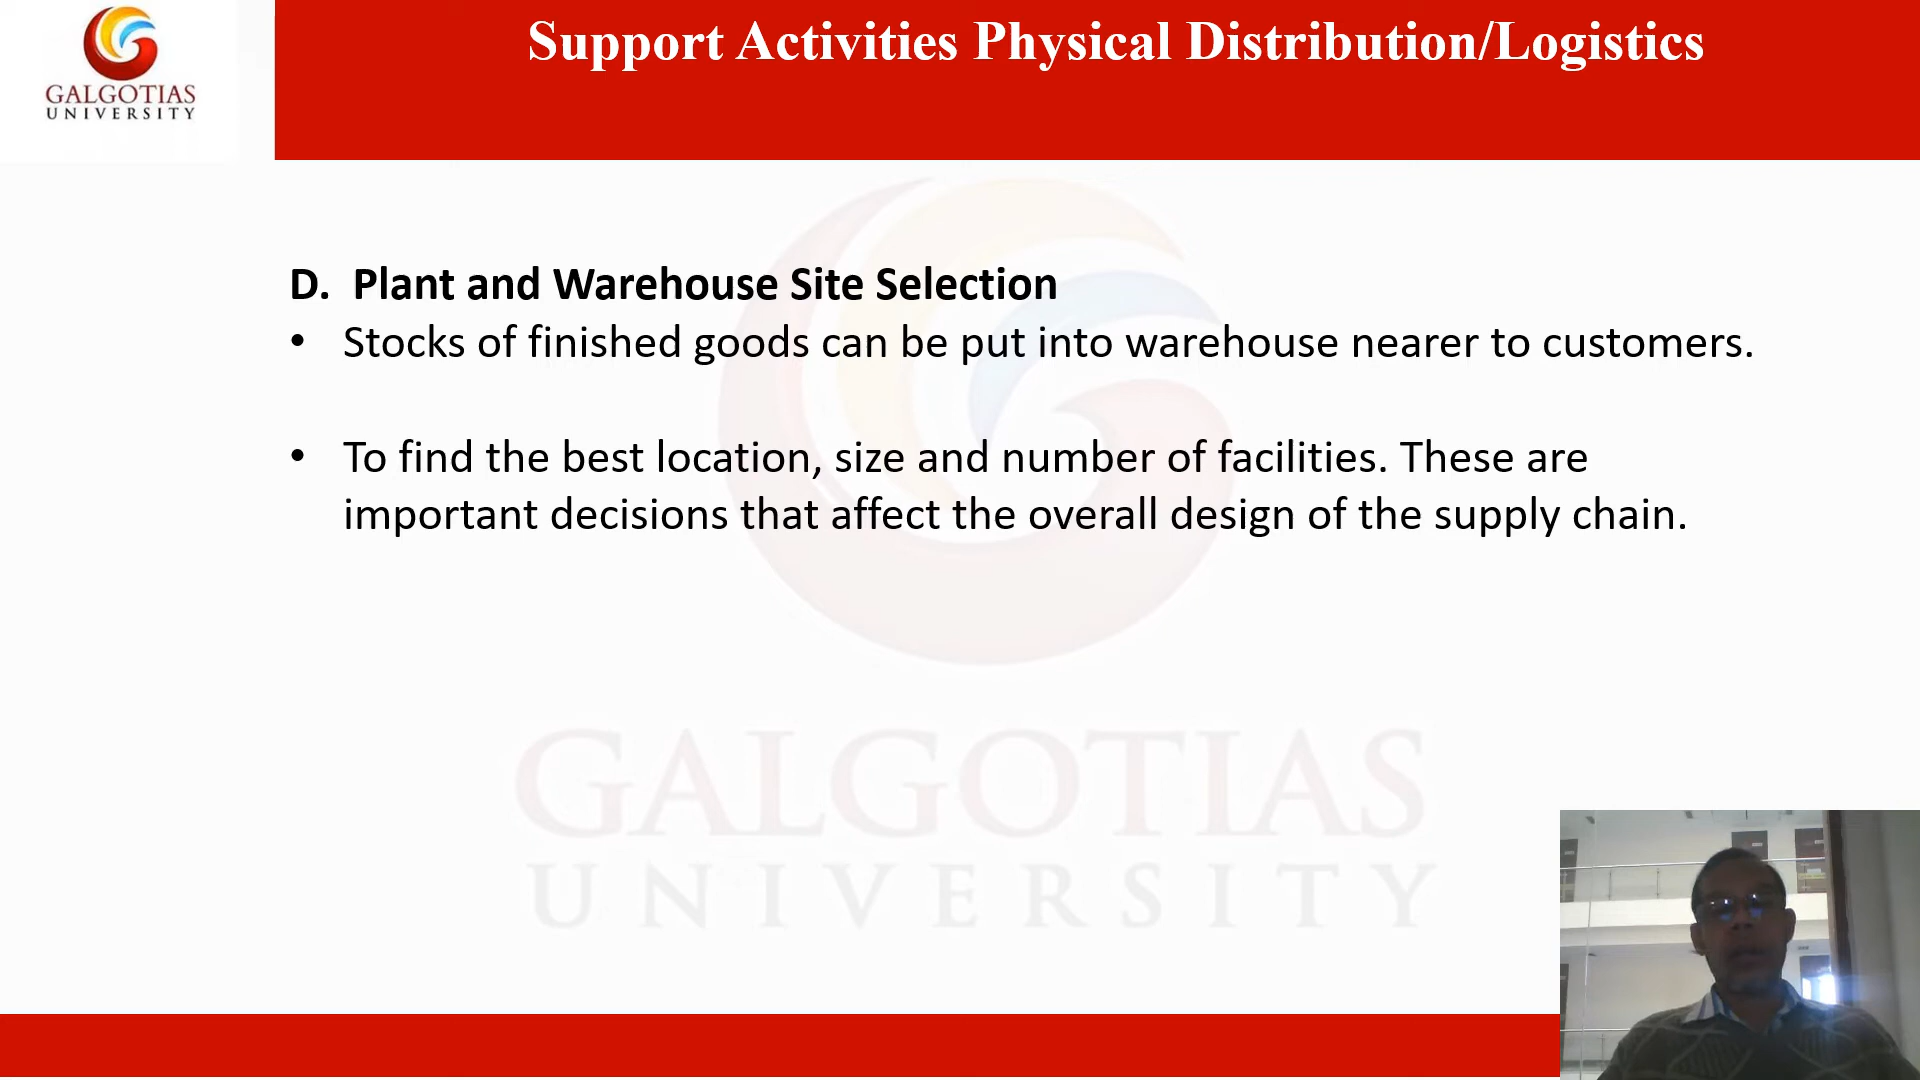 GALGOTIAS
UNIVERSITY
Support Activities Physical Distribution/Logistics
D. Plant and Warehouse Site Selection
• Stocks of finished goods can be put into warehouse nearer to customers.
• To find the best location, size and number of facilities. These are
important decisions that affect the overall design of the supply chain.
GALGOTIAS
UNIVERSITY